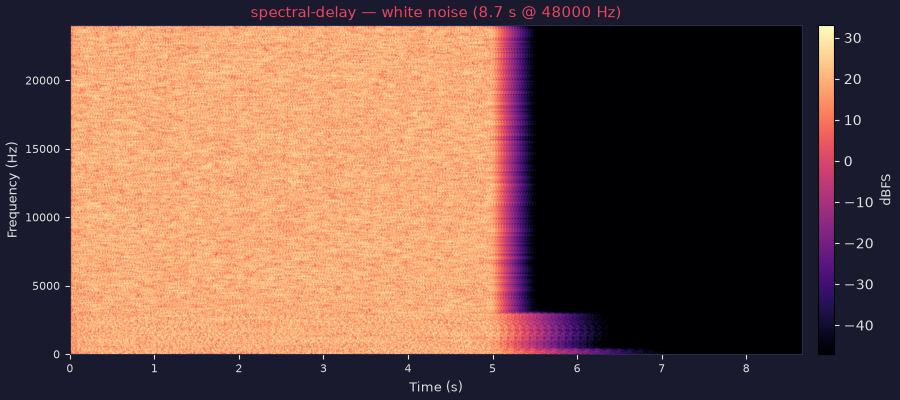 spectral-delay — white noise (8.7 s @ 48000 Hz)
Frequency (Hz)
20000
15000
10000
5000
0
0 1 2 3 4 5 6 7 8
Time (s)
30
20
10
0
−10
−20
−30
−40
dBFS